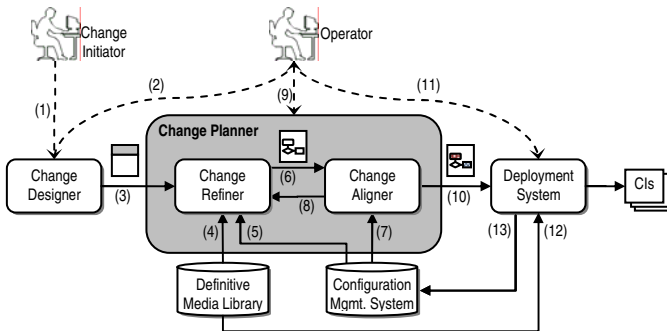 Change
Initiator
Operator
(1)
(2)
(9)
(11)
Change Planner
Change
Designer
(3)
Change
Refiner
(6)
(8)
Change
Aligner
(10)
Deployment
System
CIs
(4)
(5)
(7)
(13)
(12)
Definitive
Media Library
Configuration
Mgmt. System